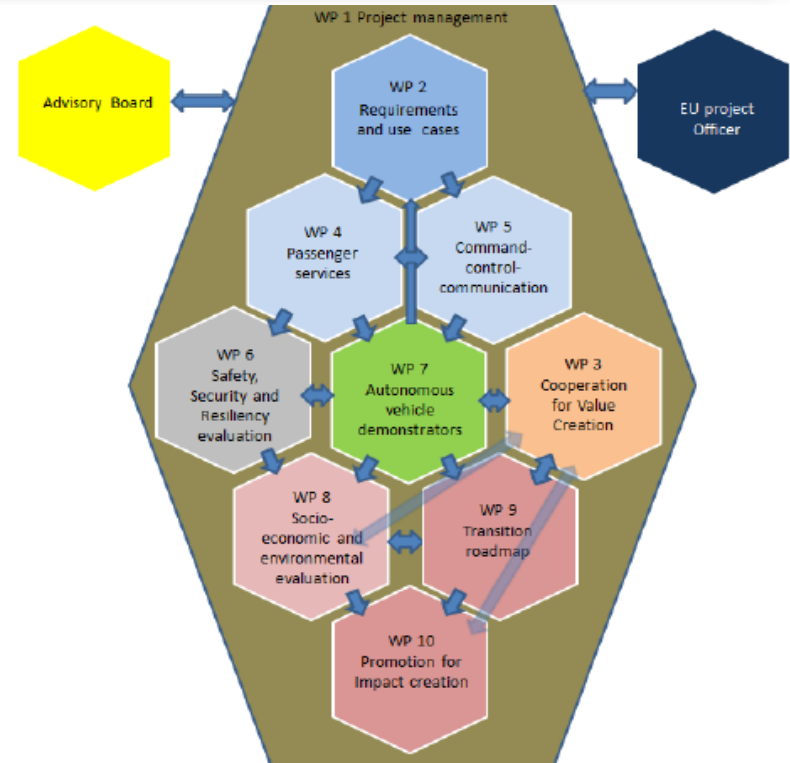 WP 1 Project management
Advisory Board
EU project
Officer
WP 2
Requirements
and use cases
WP 4
Passenger
services
WP 5
Command-
control-
communication
WP 6
Safety,
Security and
Resiliency
evaluation
WP 7
Autonomous
vehicle
demonstrators
WP 3
Cooperation
for Value
Creation
WP 8
Socio-
economic and
environmental
evaluation
WP 9
Transition
roadmap
WP 10
Promotion for
Impact creation